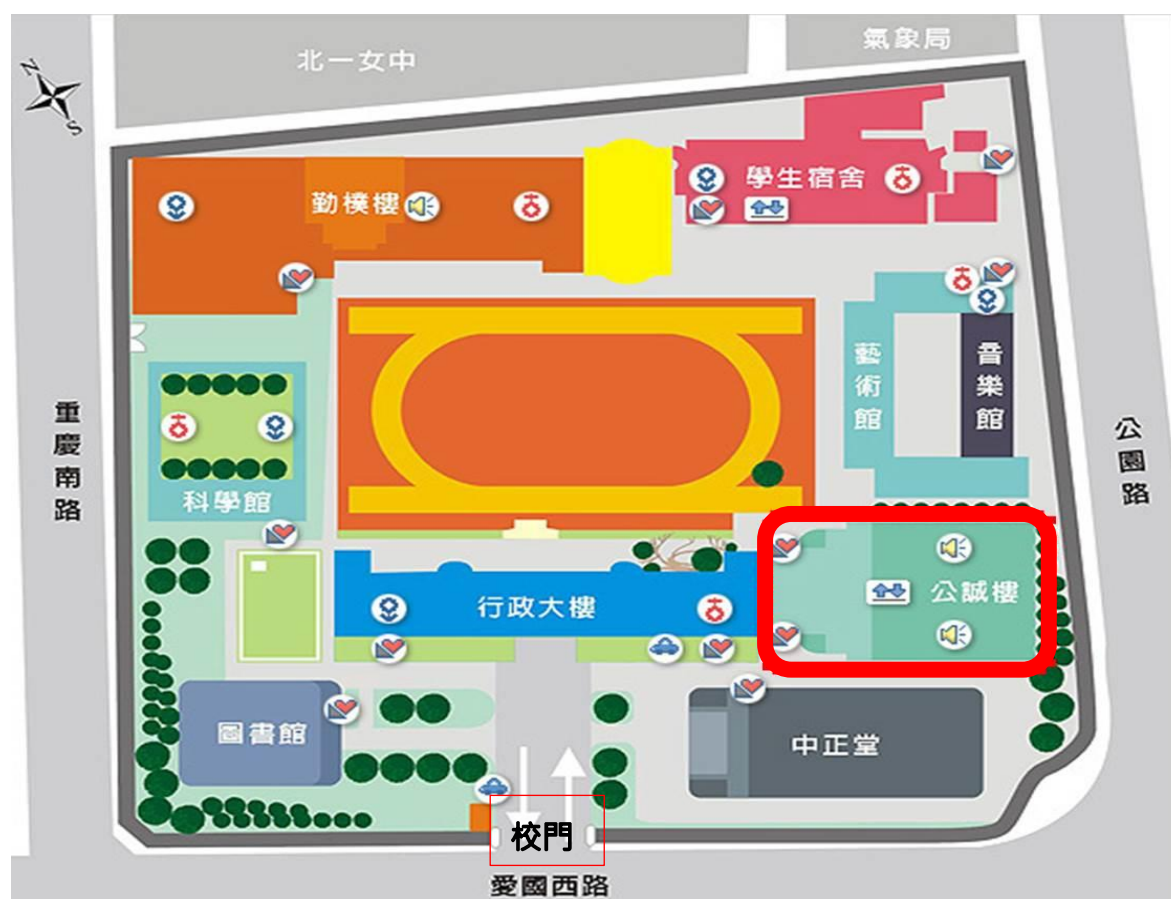 北一女中
氣象局
N
S
勤樸樓
學生宿舍
重慶南路
藝術館
音樂館
公園路
科學館
行政大樓
公誠樓
圖書館
中正堂
校門
愛國西路